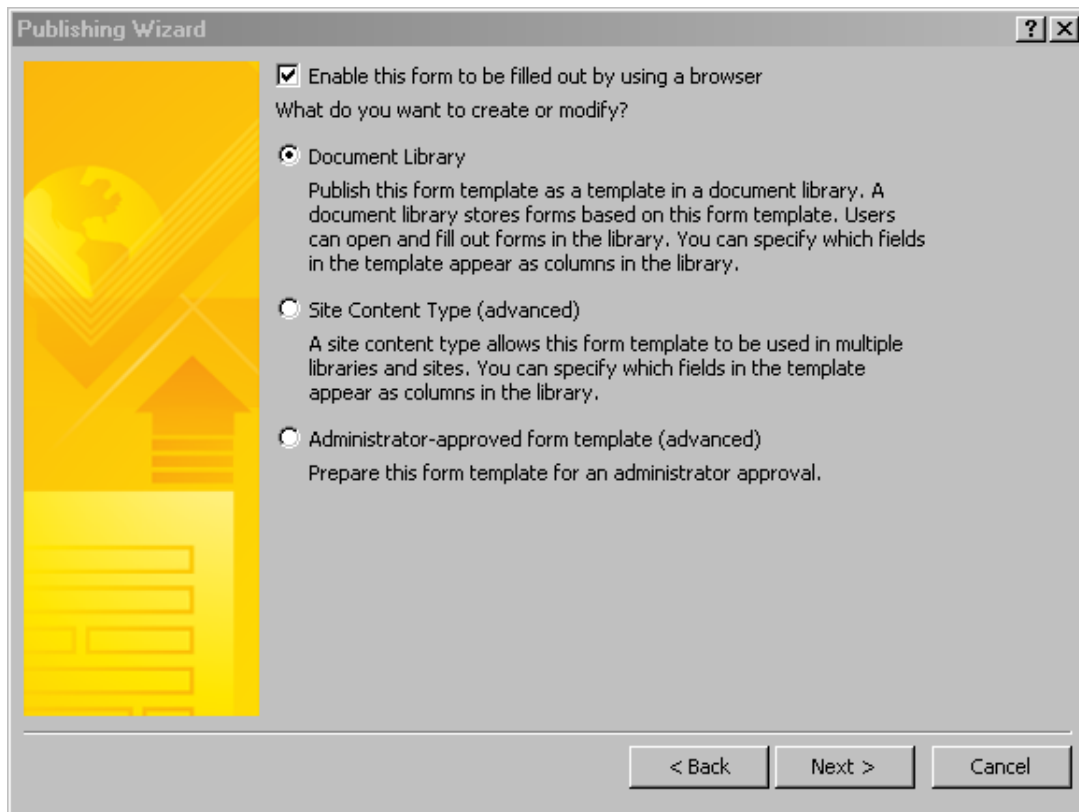 Publishing Wizard
Enable this form to be filled out by using a browser
What do you want to create or modify?
Document Library
Publish this form template as a template in a document library. A
document library stores forms based on this form template. Users
can open and fill out forms in the library. You can specify which fields
in the template appear as columns in the library.
Site Content Type (advanced)
A site content type allows this form template to be used in multiple
libraries and sites. You can specify which fields in the template
appear as columns in the library.
Administrator-approved form template (advanced)
Prepare this form template for an administrator approval.
< Back Next > Cancel